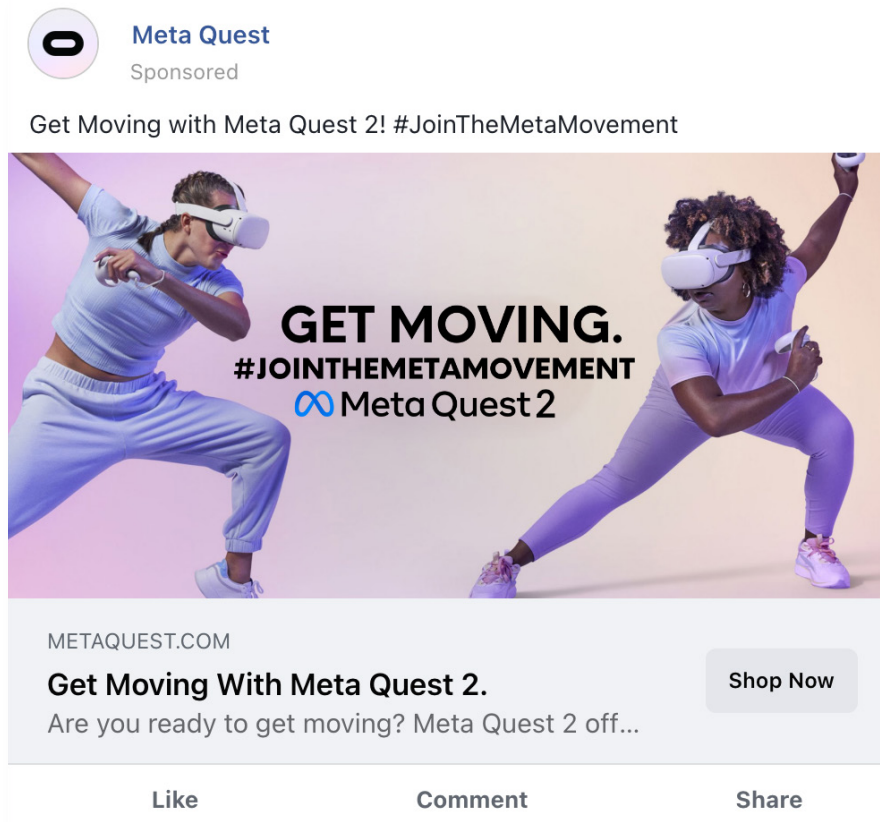 Meta Quest
Sponsored
Get Moving with Meta Quest 2! #JoinTheMetaMovement
GET MOVING.
#JOINTHEMETAMOVEMENT
Meta Quest 2
METAQUEST.COM
Get Moving With Meta Quest 2.
Are you ready to get moving? Meta Quest 2 off...
Shop Now
Like
Comment
Share